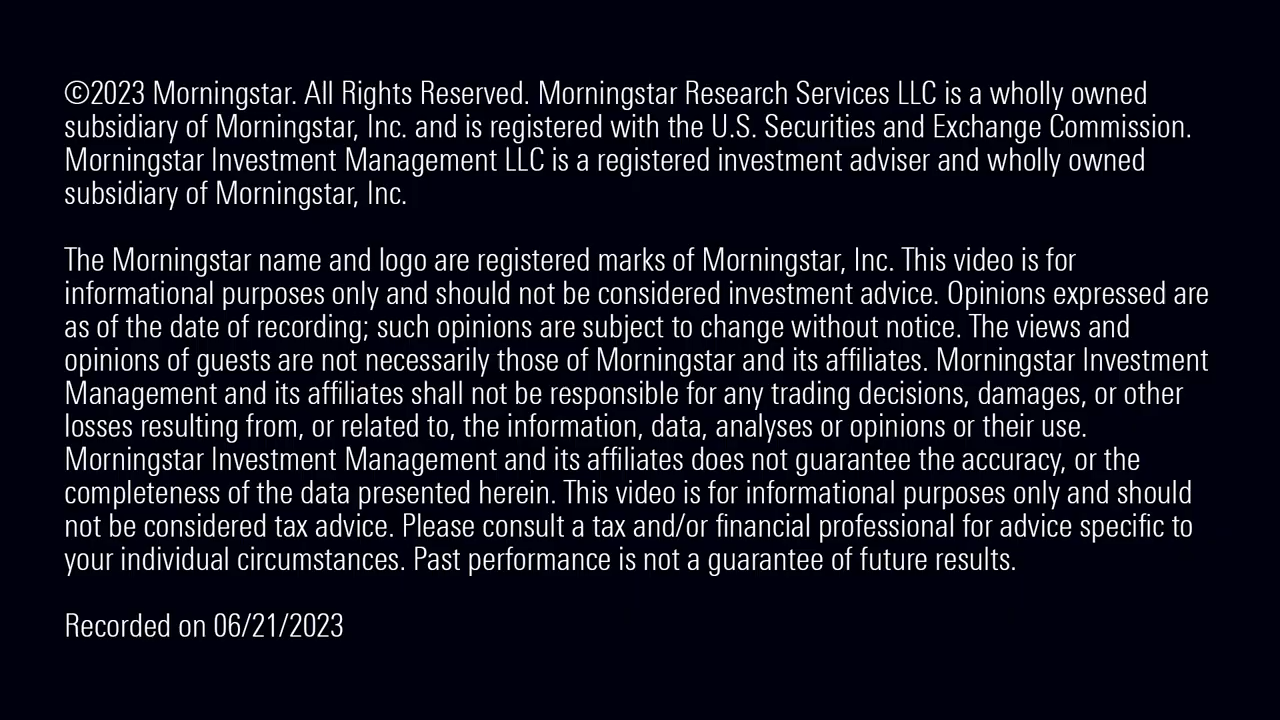 ©2023 Morningstar. All Rights Reserved. Morningstar Research Services LLC is a wholly owned
subsidiary of Morningstar, Inc. and is registered with the U.S. Securities and Exchange Commission.
Morningstar Investment Management LLC is a registered investment adviser and wholly owned
subsidiary of Morningstar, Inc.
The Morningstar name and logo are registered marks of Morningstar, Inc. This video is for
informational purposes only and should not be considered investment advice. Opinions expressed are
as of the date of recording; such opinions are subject to change without notice. The views and
opinions of guests are not necessarily those of Morningstar and its affiliates. Morningstar Investment
Management and its affiliates shall not be responsible for any trading decisions, damages, or other
losses resulting from, or related to, the information, data, analyses or opinions or their use.
Morningstar Investment Management and its affiliates does not guarantee the accuracy, or the
completeness of the data presented herein. This video is for informational purposes only and should
not be considered tax advice. Please consult a tax and/or financial professional for advice specific to
your individual circumstances. Past performance is not a guarantee of future results.
Recorded on 06/21/2023